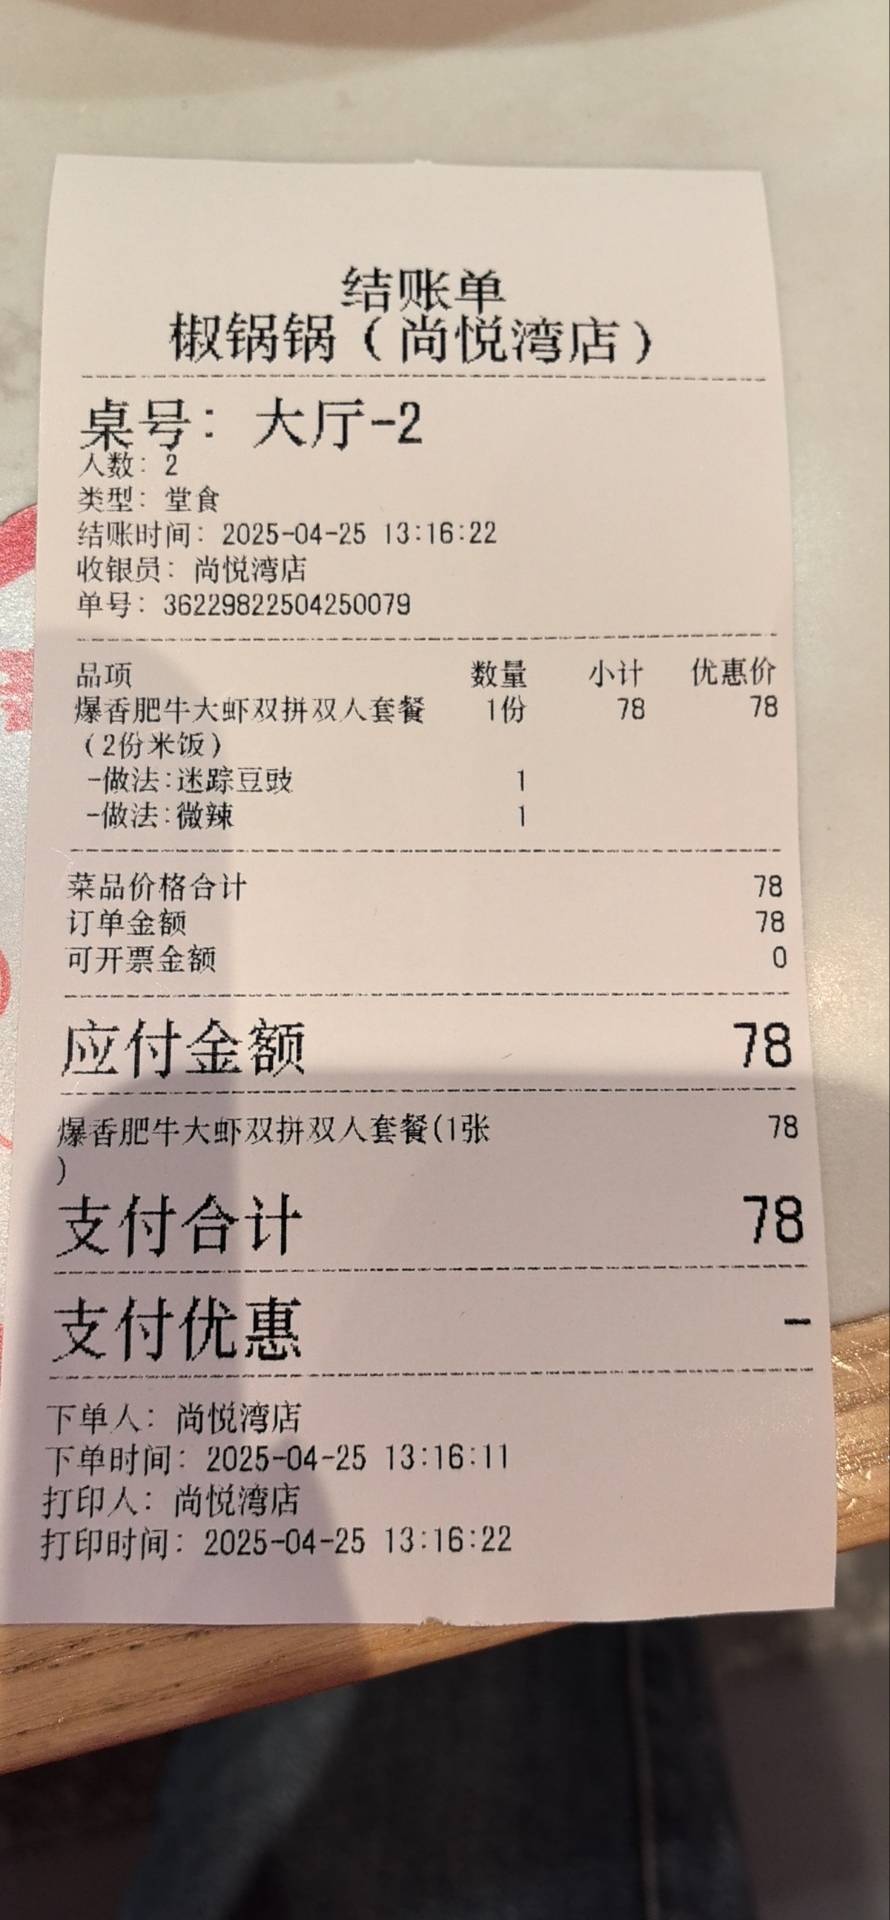 结账单
椒锅锅（尚悦湾店）
桌号：大厅-2
人数：2
类型：堂食
结账时间：2025-04-25 13:16:22
收银员：尚悦湾店
单号：36229822504250079
品项 数量 小计 优惠价
爆香肥牛大虾双拼双人套餐 1份 78 78
（2份米饭）
-做法:迷踪豆豉 1
-做法:微辣 1
菜品价格合计 78
订单金额 78
可开票金额 0
应付金额 78
爆香肥牛大虾双拼双人套餐(1张 78
)
支付合计 78
支付优惠 -
下单人：尚悦湾店
下单时间：2025-04-25 13:16:11
打印人：尚悦湾店
打印时间：2025-04-25 13:16:22